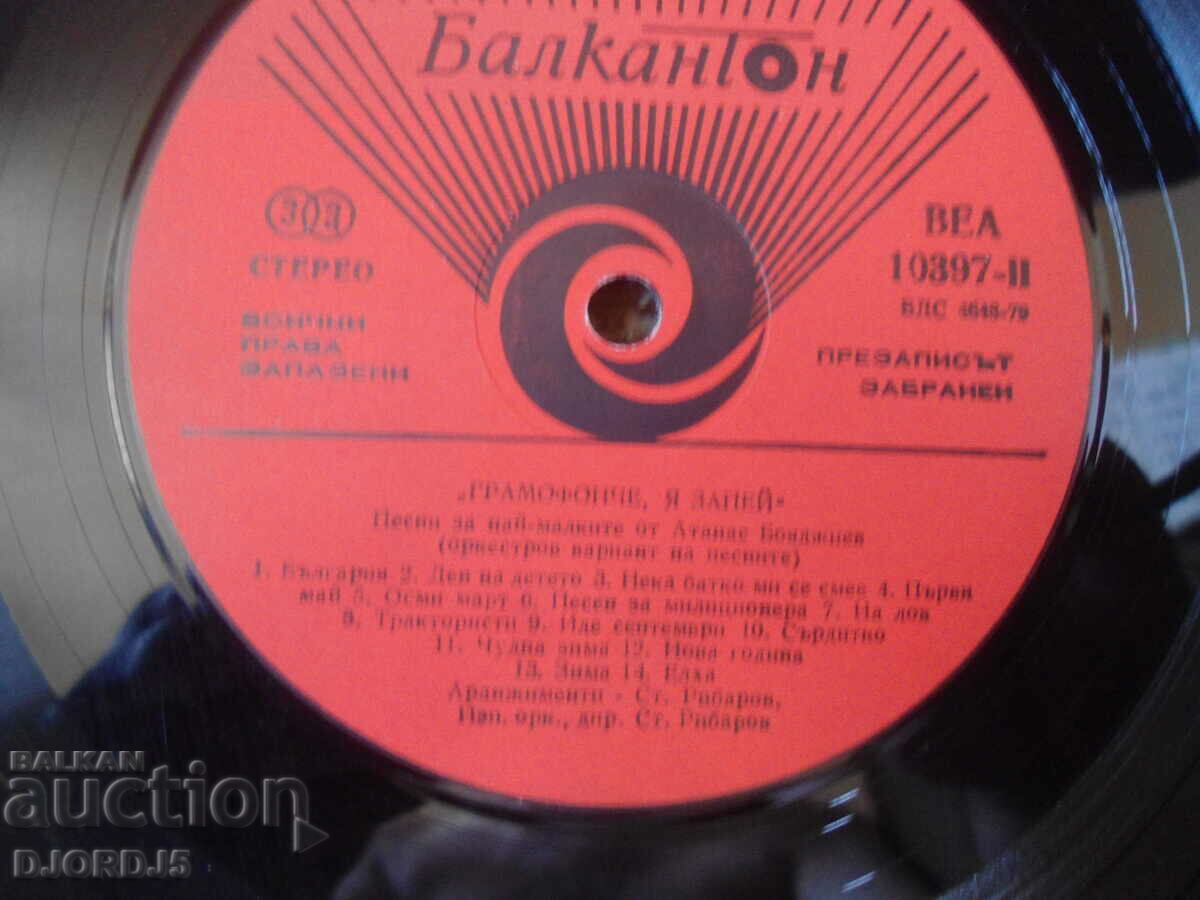 Балкантон
33
СТЕРЕО
ВСИЧКИ
ПРАВА
ЗАПАЗЕНИ
ВЕА
10397-II
БЛС 4648-79
ПРЕЗАПИСЪТ
ЗАБРАНЕН
„ГРАМОФОНЧЕ, Я ЗАПЕЙ“
Песни за най-малките от Атанас Бояджиев
(оркестров вариант на песните)
1. Българов 2. Ден на детето 3. Нека батко ми се смее 4. Първи
май 5. Осми март 6. Песен за милиционера 7. На лов
8. Трактористи 9. Иде септември 10. Сърдитко
11. Чудна зима 12. Нова година
13. Зима 14. Елха
Аранжименти - Ст. Рибаров,
Изп. орк., дир. Ст. Рибаров
BALKAN
auction
DJORDJ5